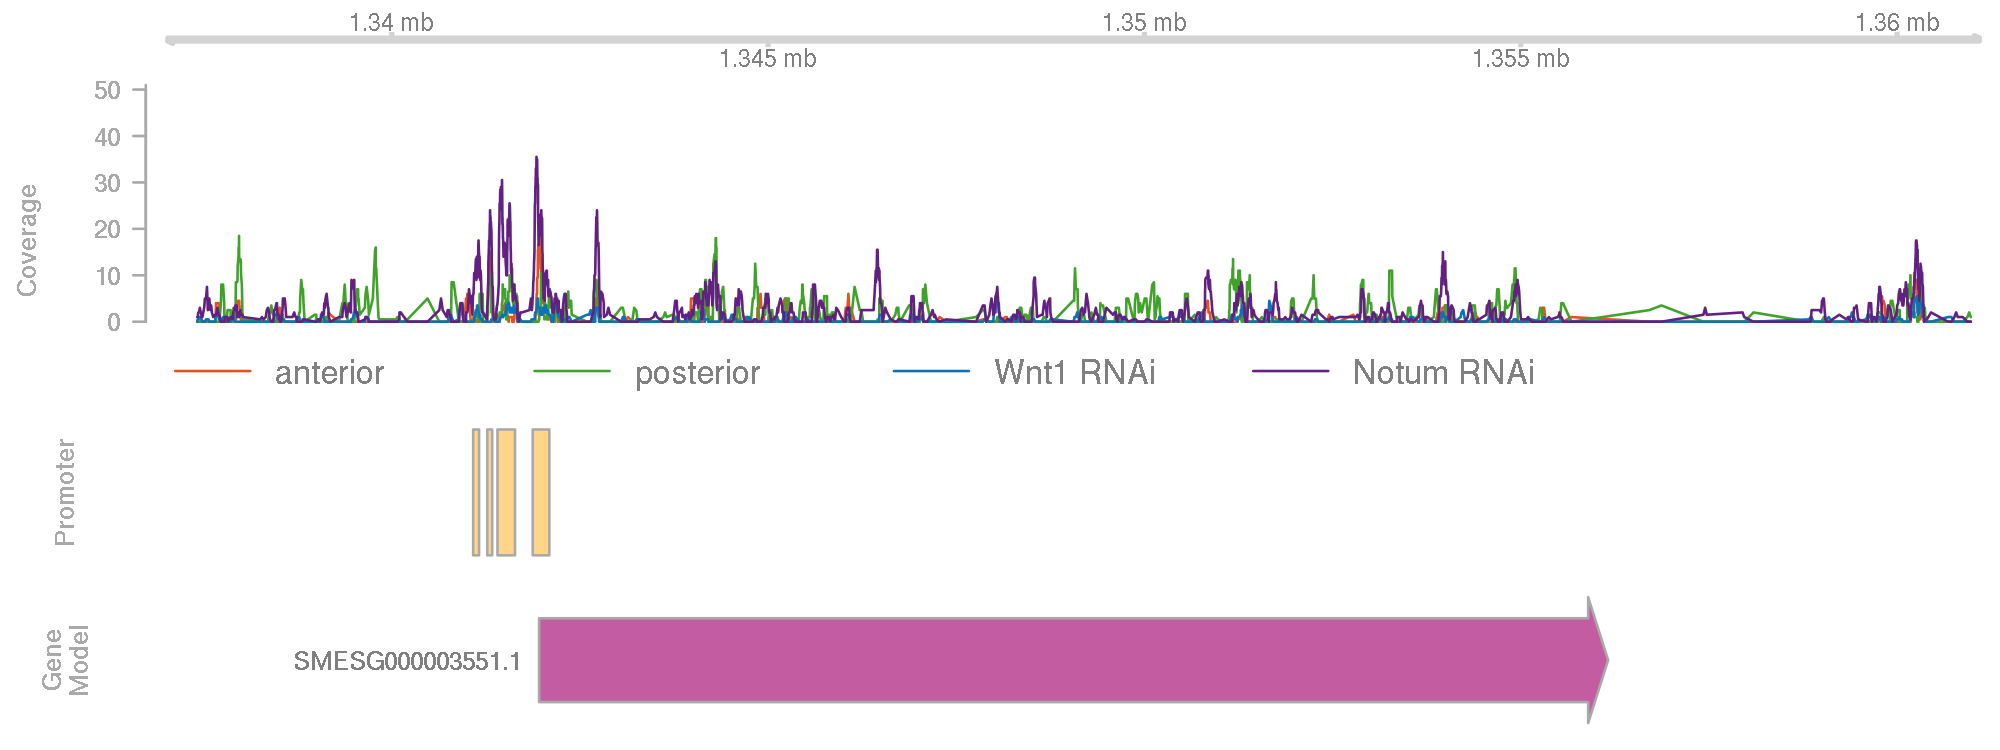 1.34 mb 1.35 mb 1.36 mb
1.345 mb 1.355 mb
50
40
30
20
10
0
Coverage
anterior posterior Wnt1 RNAi Notum RNAi
Promoter
Gene
Model
SMESG000003551.1